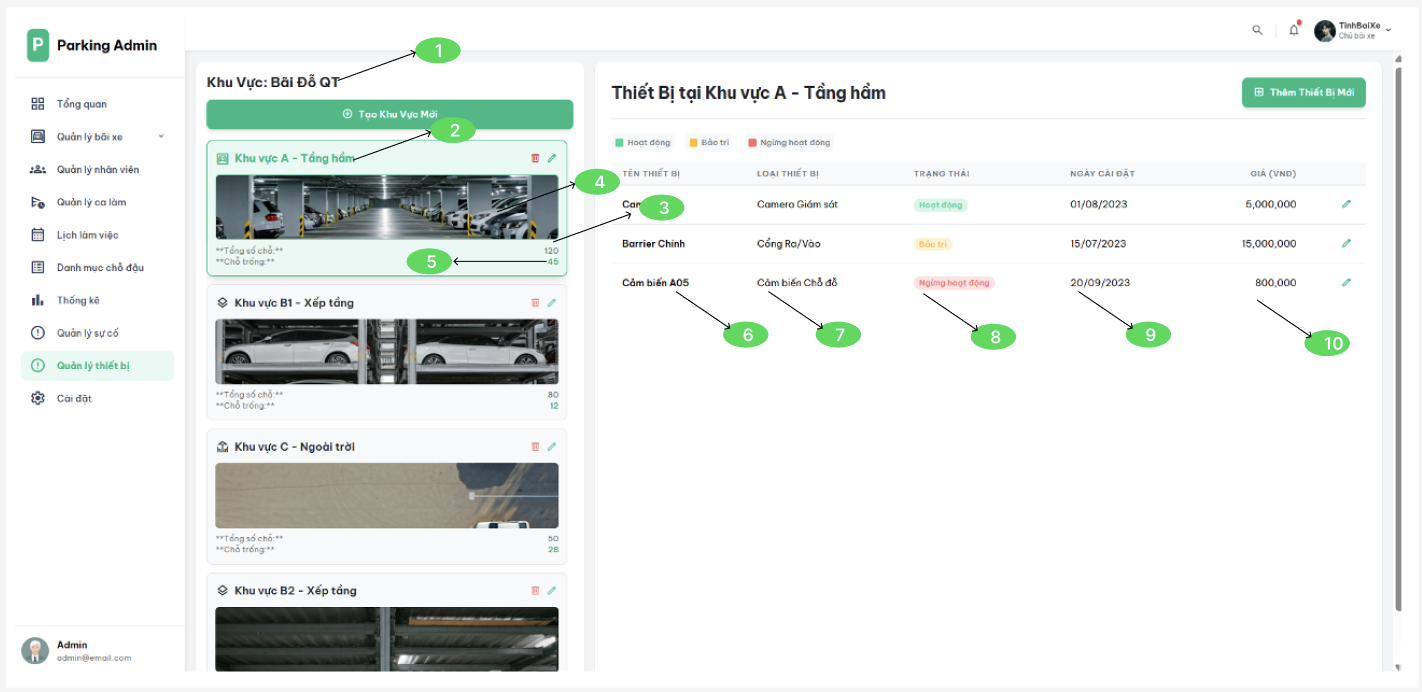 P Parking Admin
Tổng quan
Quản lý bãi xe
Quản lý nhân viên
Quản lý ca làm
Lịch làm việc
Danh mục chỗ đậu
Thống kê
Quản lý sự cố
Quản lý thiết bị
Cài đặt
Admin
admin@email.com
TinhBaiXe
Chủ bãi xe
Khu Vực: Bãi Đỗ QT
1
Tạo Khu Vực Mới
2
Khu vực A - Tầng hầm
4
3
**Tổng số chỗ:** 120
**Chỗ trống:** 45
5
Khu vực B1 - Xếp tầng
**Tổng số chỗ:** 80
**Chỗ trống:** 12
Khu vực C - Ngoài trời
**Tổng số chỗ:** 50
**Chỗ trống:** 28
Khu vực B2 - Xếp tầng
Thiết Bị tại Khu vực A - Tầng hầm
Thêm Thiết Bị Mới
Hoạt động Bảo trì Ngừng hoạt động
TÊN THIẾT BỊ LOẠI THIẾT BỊ TRẠNG THÁI NGÀY CÀI ĐẶT GIÁ (VND)
Camera Giám sát Hoạt động 01/08/2023 5,000,000
Barrier Chính Cổng Ra/Vào Bảo trì 15/07/2023 15,000,000
Cảm biến A05 Cảm biến Chỗ đỗ Ngừng hoạt động 20/09/2023 800,000
6 7 8 9 10